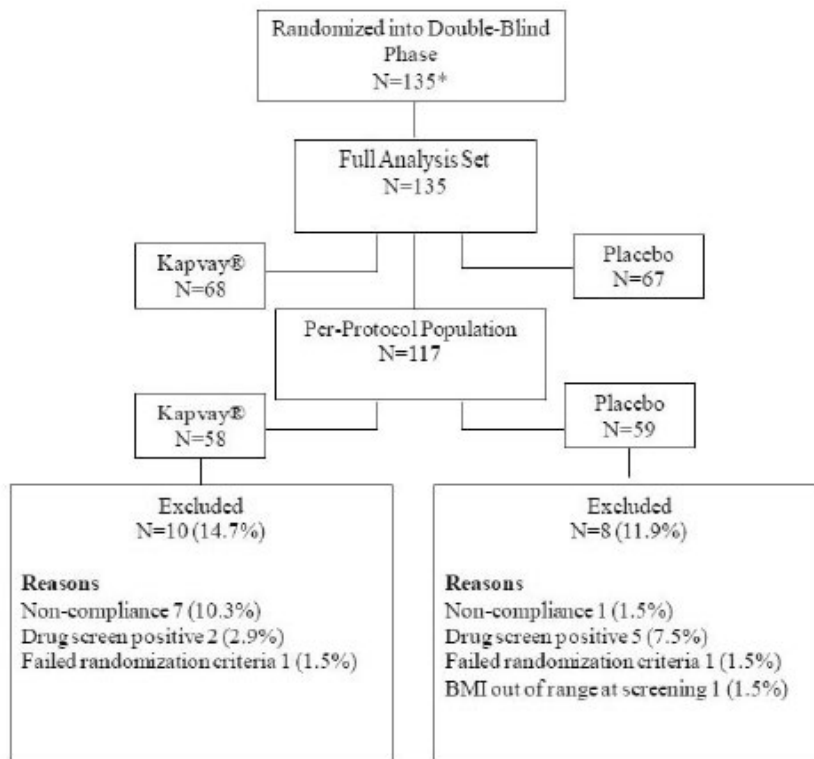 Randomized into Double-Blind
Phase
N=135*
Full Analysis Set
N=135
Kapvay®
N=68
Placebo
N=67
Per-Protocol Population
N=117
Kapvay®
N=58
Placebo
N=59
Excluded
N=10 (14.7%)
Reasons
Non-compliance 7 (10.3%)
Drug screen positive 2 (2.9%)
Failed randomization criteria 1 (1.5%)
Excluded
N=8 (11.9%)
Reasons
Non-compliance 1 (1.5%)
Drug screen positive 5 (7.5%)
Failed randomization criteria 1 (1.5%)
BMI out of range at screening 1 (1.5%)